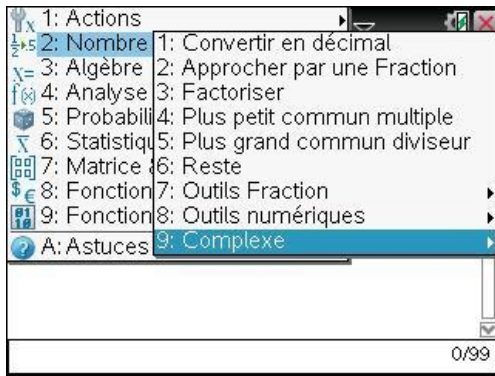 1: Actions
2: Nombre
3: Algèbre
4: Analyse
5: Probabili
6: Statistiqu
7: Matrice &
8: Fonction
9: Fonction
A: Astuces
1: Convertir en décimal
2: Approcher par une Fraction
3: Factoriser
4: Plus petit commun multiple
5: Plus grand commun diviseur
6: Reste
7: Outils Fraction
8: Outils numériques
9: Complexe
0/99